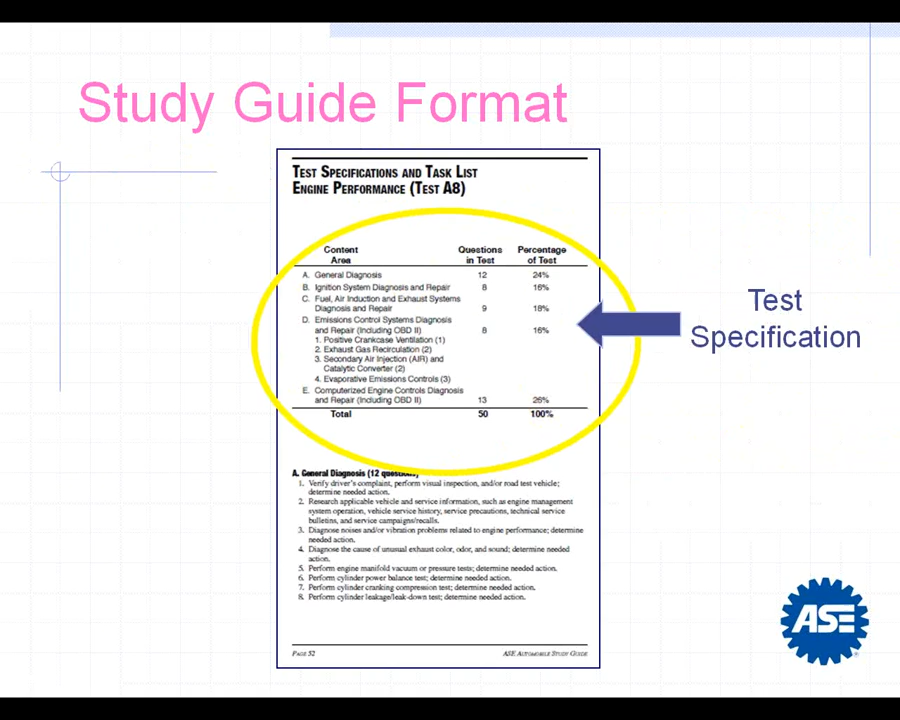 Study Guide Format
TEST SPECIFICATIONS AND TASK LIST
ENGINE PERFORMANCE (TEST A8)
Content Questions Percentage
Area in Test of Test
A. General Diagnosis 12 24%
B. Ignition System Diagnosis and Repair 8 16%
C. Fuel, Air Induction and Exhaust Systems
Diagnosis and Repair 9 18%
D. Emissions Control Systems Diagnosis
and Repair (Including OBD II) 8 16%
1. Positive Crankcase Ventilation (1)
2. Exhaust Gas Recirculation (2)
3. Secondary Air Injection (AIR) and
Catalytic Converter (2)
4. Evaporative Emissions Controls (3)
E. Computerized Engine Controls Diagnosis
and Repair (Including OBD II) 13 26%
Total 50 100%
Test
Specification
A. General Diagnosis (12 questions)
1. Verify driver's complaint, perform visual inspection, and/or road test vehicle;
determine needed action.
2. Research applicable vehicle and service information, such as engine management
system operation, vehicle service history, service precautions, technical service
bulletins, and service campaigns/recalls.
3. Diagnose noises and/or vibration problems related to engine performance; determine
needed action.
4. Diagnose the cause of unusual exhaust color, odor, and sound; determine needed
action.
5. Perform engine manifold vacuum or pressure tests; determine needed action.
6. Perform cylinder power balance test; determine needed action.
7. Perform cylinder cranking compression test; determine needed action.
8. Perform cylinder leakage/leak-down test; determine needed action.
PAGE 52 ASE AUTOMOBILE STUDY GUIDE
ASE